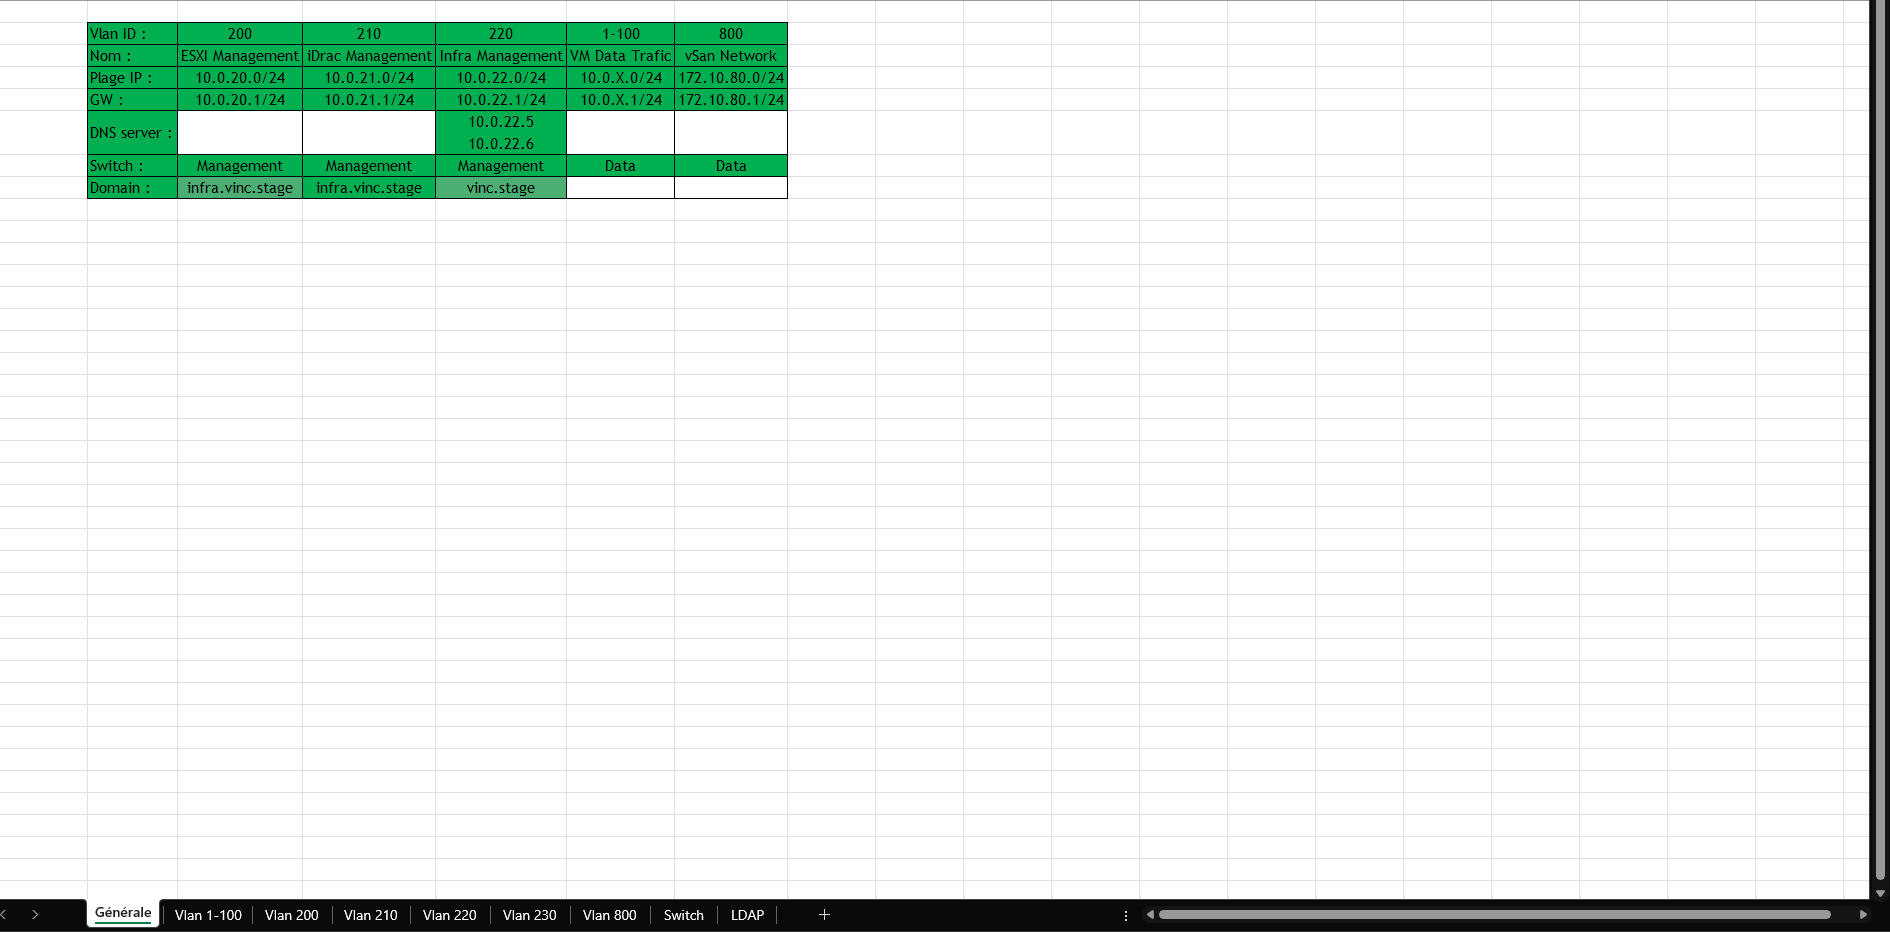 Vlan ID : 200 210 220 1-100 800
Nom : ESXI Management iDrac Management Infra Management VM Data Trafic vSan Network
Plage IP : 10.0.20.0/24 10.0.21.0/24 10.0.22.0/24 10.0.X.0/24 172.10.80.0/24
GW : 10.0.20.1/24 10.0.21.1/24 10.0.22.1/24 10.0.X.1/24 172.10.80.1/24
DNS server : 10.0.22.5
10.0.22.6
Switch : Management Management Management Data Data
Domain : infra.vinc.stage infra.vinc.stage vinc.stage
Générale Vlan 1-100 Vlan 200 Vlan 210 Vlan 220 Vlan 230 Vlan 800 Switch LDAP